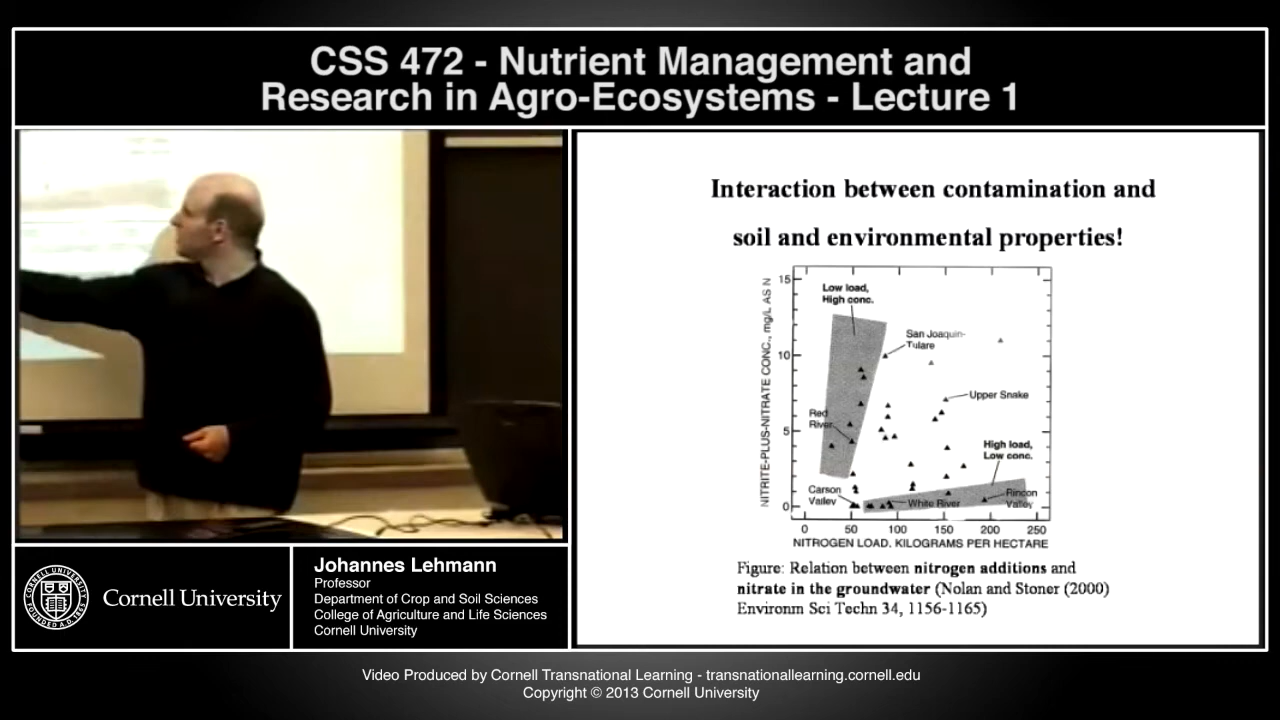 CSS 472 - Nutrient Management and
Research in Agro-Ecosystems - Lecture 1
Interaction between contamination and
soil and environmental properties!
NITRITE-PLUS-NITRATE CONC., mg/L AS N
15
10
5
0
Low load,
High conc.
San Joaquin-
Tulare
Upper Snake
Red
River
High load,
Low conc.
Carson
Valley
White River
Rincon
Valley
0 50 100 150 200 250
NITROGEN LOAD, KILOGRAMS PER HECTARE
Figure: Relation between nitrogen additions and
nitrate in the groundwater (Nolan and Stoner (2000)
Environm Sci Techn 34, 1156-1165)
CORNELL UNIVERSITY
FOUNDED A.D. 1865
Cornell University
Johannes Lehmann
Professor
Department of Crop and Soil Sciences
College of Agriculture and Life Sciences
Cornell University
Video Produced by Cornell Transnational Learning - transnationallearning.cornell.edu
Copyright © 2013 Cornell University